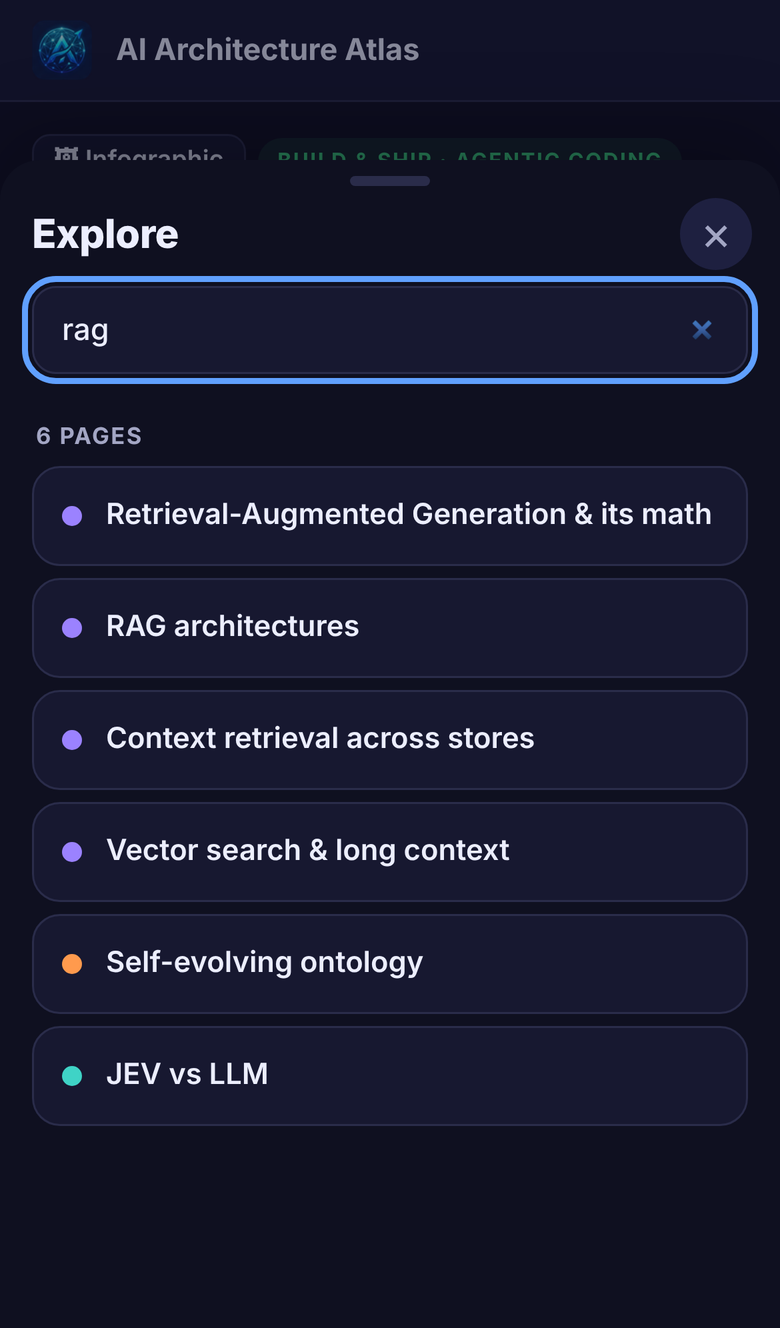 AI Architecture Atlas
Infographic
BUILD & SHIP · AGENTIC CODING
Explore
rag
6 PAGES
Retrieval-Augmented Generation & its math
RAG architectures
Context retrieval across stores
Vector search & long context
Self-evolving ontology
JEV vs LLM